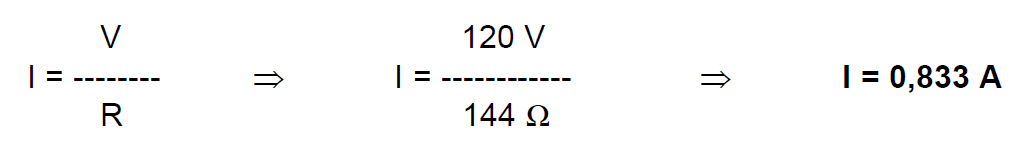 V 120 V
I = -------- ⇒ I = ------------ ⇒ I = 0,833 A
R 144 Ω